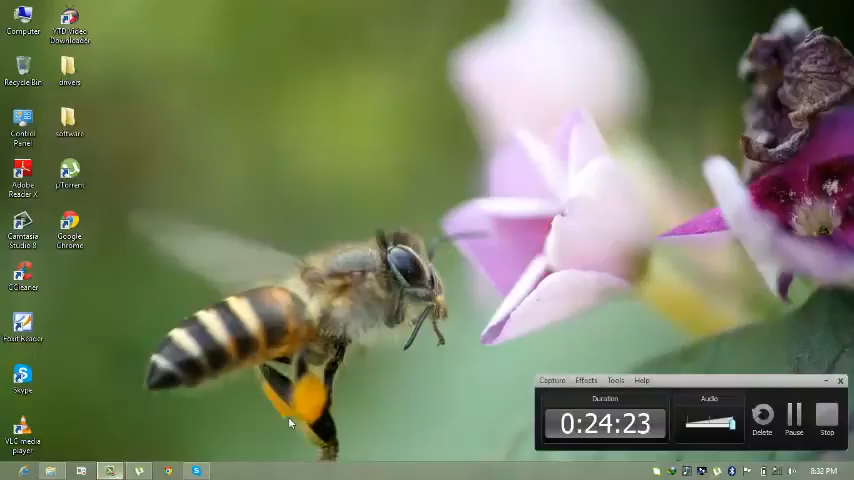 Computer
YTD Video
Downloader
Recycle Bin
drivers
Control
Panel
software
Adobe
Reader X
µTorrent
Camtasia
Studio 8
Google
Chrome
CCleaner
Foxit Reader
Skype
VLC media
player
Capture Effects Tools Help
Duration
Audio
0:24:23
Delete
Pause
Stop
8:32 PM